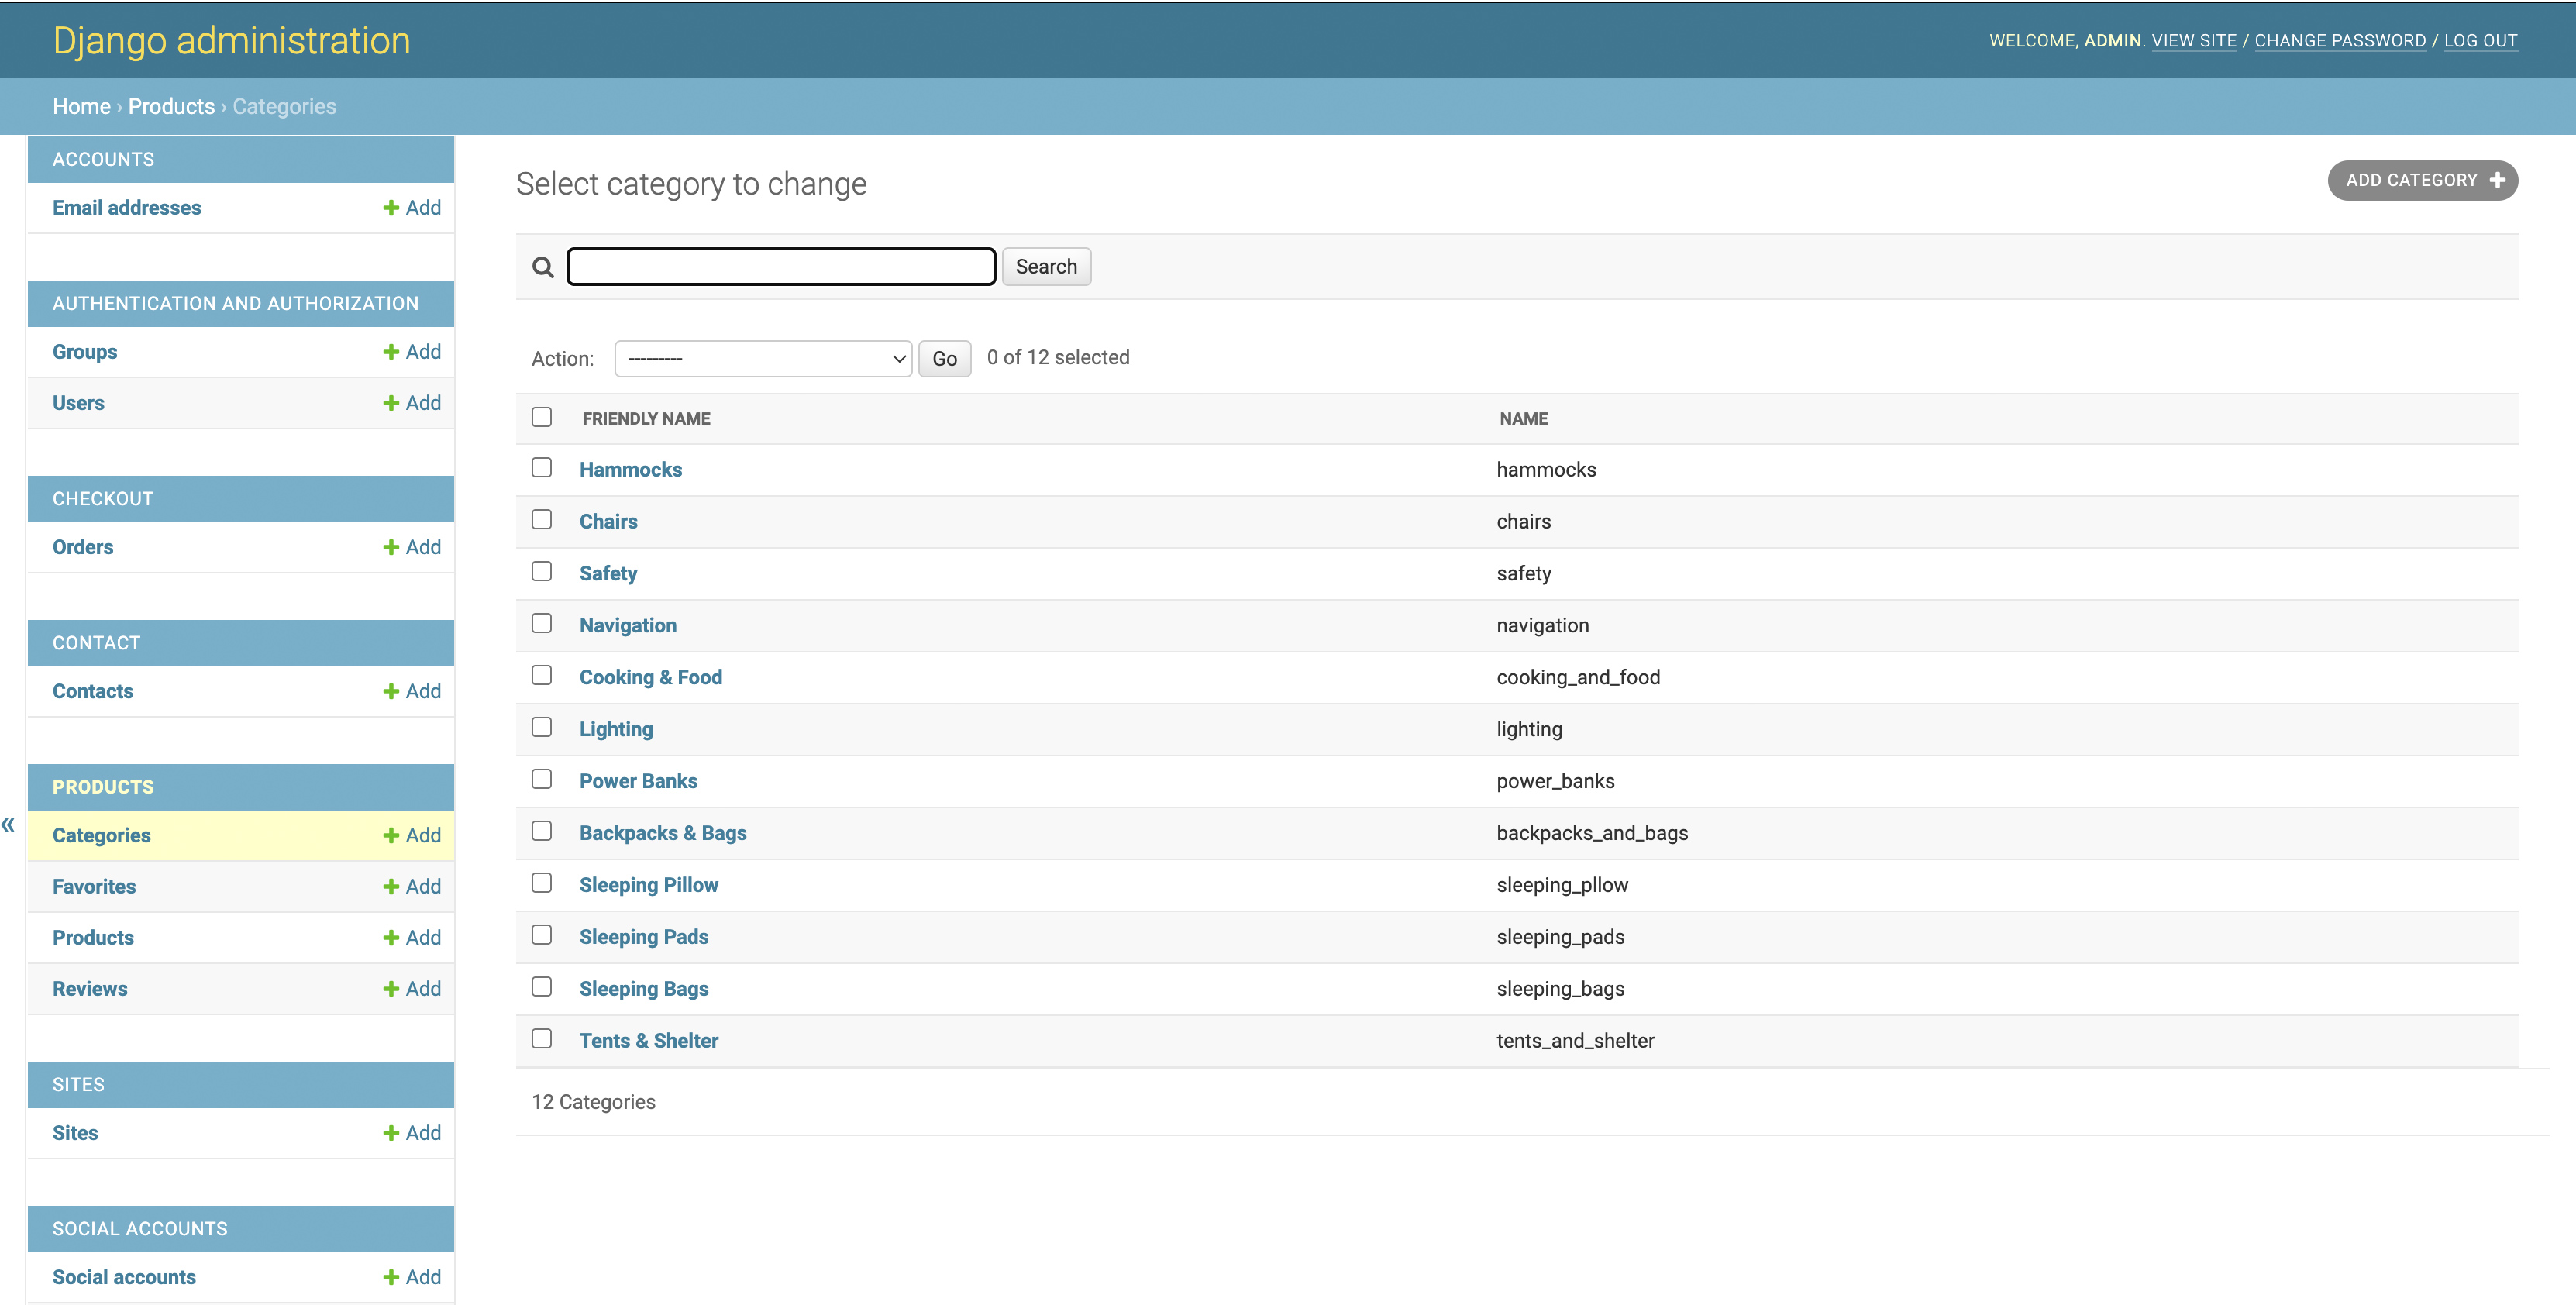 Django administration
WELCOME, ADMIN. VIEW SITE / CHANGE PASSWORD / LOG OUT
Home › Products › Categories
ACCOUNTS
Email addresses + Add
AUTHENTICATION AND AUTHORIZATION
Groups + Add
Users + Add
CHECKOUT
Orders + Add
CONTACT
Contacts + Add
PRODUCTS
Categories + Add
Favorites + Add
Products + Add
Reviews + Add
SITES
Sites + Add
SOCIAL ACCOUNTS
Social accounts + Add
«
Select category to change
ADD CATEGORY +
Search
Action: --------- Go 0 of 12 selected
FRIENDLY NAME NAME
Hammocks hammocks
Chairs chairs
Safety safety
Navigation navigation
Cooking & Food cooking_and_food
Lighting lighting
Power Banks power_banks
Backpacks & Bags backpacks_and_bags
Sleeping Pillow sleeping_pllow
Sleeping Pads sleeping_pads
Sleeping Bags sleeping_bags
Tents & Shelter tents_and_shelter
12 Categories